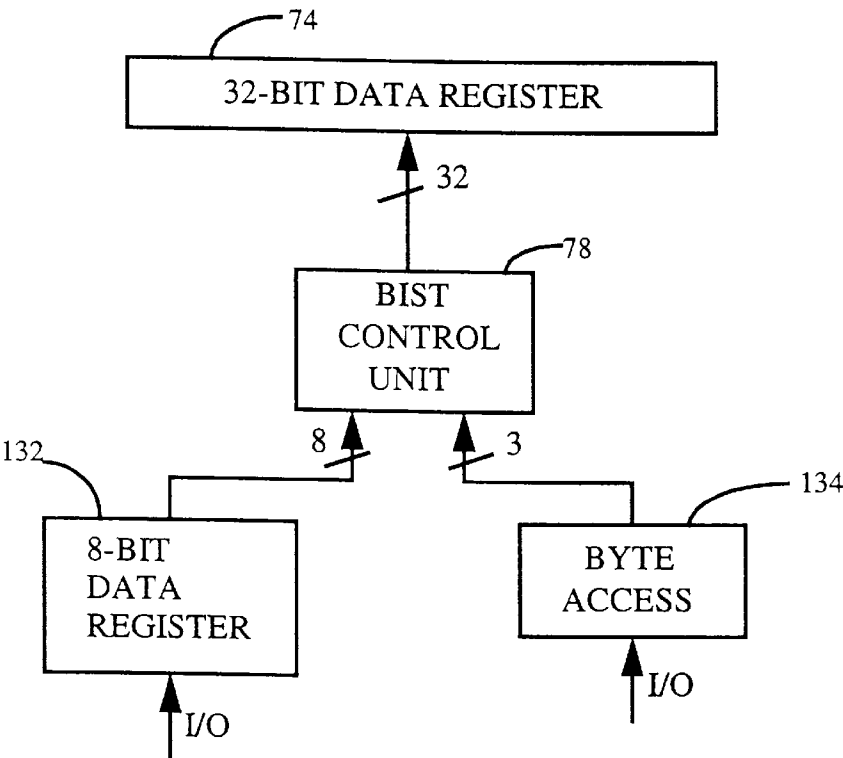 74
32-BIT DATA REGISTER
32
78
BIST
CONTROL
UNIT
8
3
132
134
8-BIT
DATA
REGISTER
BYTE
ACCESS
I/O
I/O